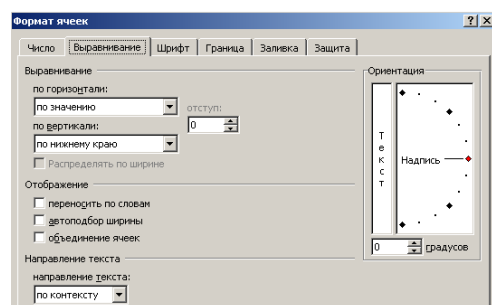 Формат ячеек
Число Выравнивание Шрифт Граница Заливка Защита
Выравнивание
по горизонтали:
по значению
отступ:
по вертикали:
0
по нижнему краю
Распределять по ширине
Отображение
переносить по словам
автоподбор ширины
объединение ячеек
Направление текста
направление текста:
по контексту
Ориентация
Текст
Надпись
0 градусов